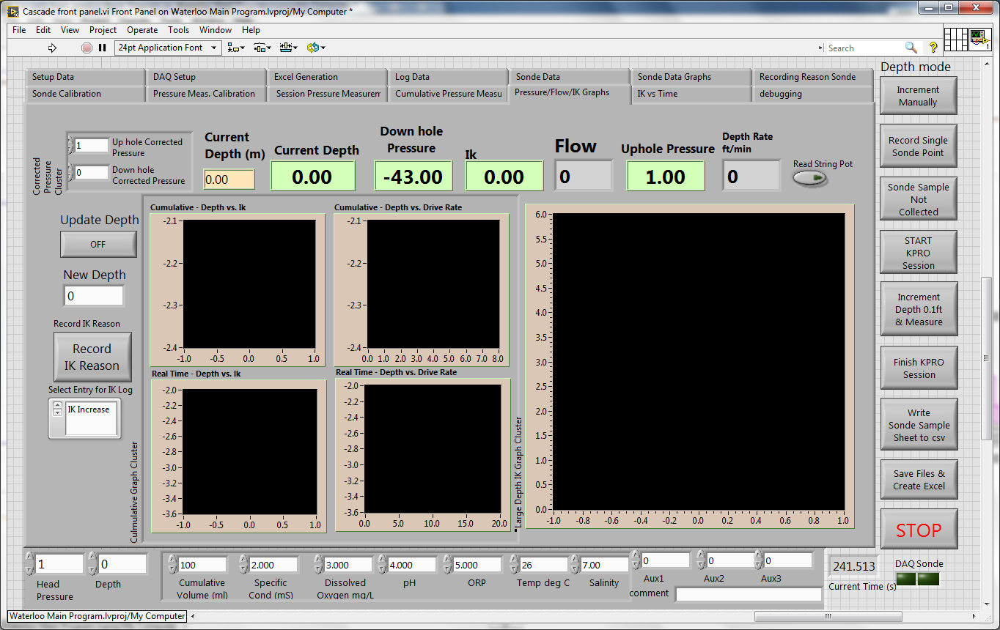 Cascade front panel.vi Front Panel on Waterloo Main Program.lvproj/My Computer *
File Edit View Project Operate Tools Window Help
24pt Application Font
Search
?
1
Setup Data DAQ Setup Excel Generation Log Data Sonde Data Sonde Data Graphs Recording Reason Sonde
Sonde Calibration Pressure Meas. Calibration Session Pressure Measurem Cumulative Pressure Measu Pressure/Flow/IK Graphs IK vs Time debugging
Depth mode
Increment
Manually
Record Single
Sonde Point
Sonde Sample
Not
Collected
START
KPRO
Session
Increment
Depth 0.1ft
& Measure
Finish KPRO
Session
Write
Sonde Sample
Sheet to csv
Save Files &
Create Excel
STOP
Corrected
Pressure
Cluster
1
Up hole Corrected
Pressure
0
Down hole
Corrected Pressure
Current
Depth (m)
0.00
Current Depth
0.00
Down hole
Pressure
-43.00
Ik
0.00
Flow
0
Uphole Pressure
1.00
Depth Rate
ft/min
0
Read String Pot
Update Depth
OFF
New Depth
0
Record IK Reason
Record
IK Reason
Select Entry for IK Log
IK Increase
Culmulative Graph Cluster
Cumulative - Depth vs. Ik
-2.1
-2.2
-2.3
-2.4
-1.0 -0.5 0.0 0.5 1.0
Cumulative - Depth vs. Drive Rate
-2.1
-2.2
-2.3
-2.4
0.0 1.0 2.0 3.0 4.0 5.0 6.0 7.0 8.0
Real Time - Depth vs. Ik
-2.0
-2.2
-2.4
-2.6
-2.8
-3.0
-3.2
-3.4
-3.6
-1.0 -0.5 0.0 0.5 1.0
Real Time - Depth vs. Drive Rate
-2.0
-2.2
-2.4
-2.6
-2.8
-3.0
-3.2
-3.4
-3.6
0.0 5.0 10.0 15.0 20.0
Large Depth IK Graph Cluster
6.0
5.5
5.0
4.5
4.0
3.5
3.0
2.5
2.0
1.5
1.0
0.5
0.0
-1.0 -0.8 -0.6 -0.4 -0.2 0.0 0.2 0.4 0.6 0.8 1.0
1
Head
Pressure
0
Depth
100
Cumulative
Volume (ml)
2.000
Specific
Cond (mS)
3.000
Dissolved
Oxygen mg/L
4.000
pH
5.000
ORP
26
Temp deg C
7.00
Salinity
0
Aux1
0
Aux2
0
Aux3
comment
241.513
Current Time (s)
DAQ Sonde
Waterloo Main Program.lvproj/My Computer